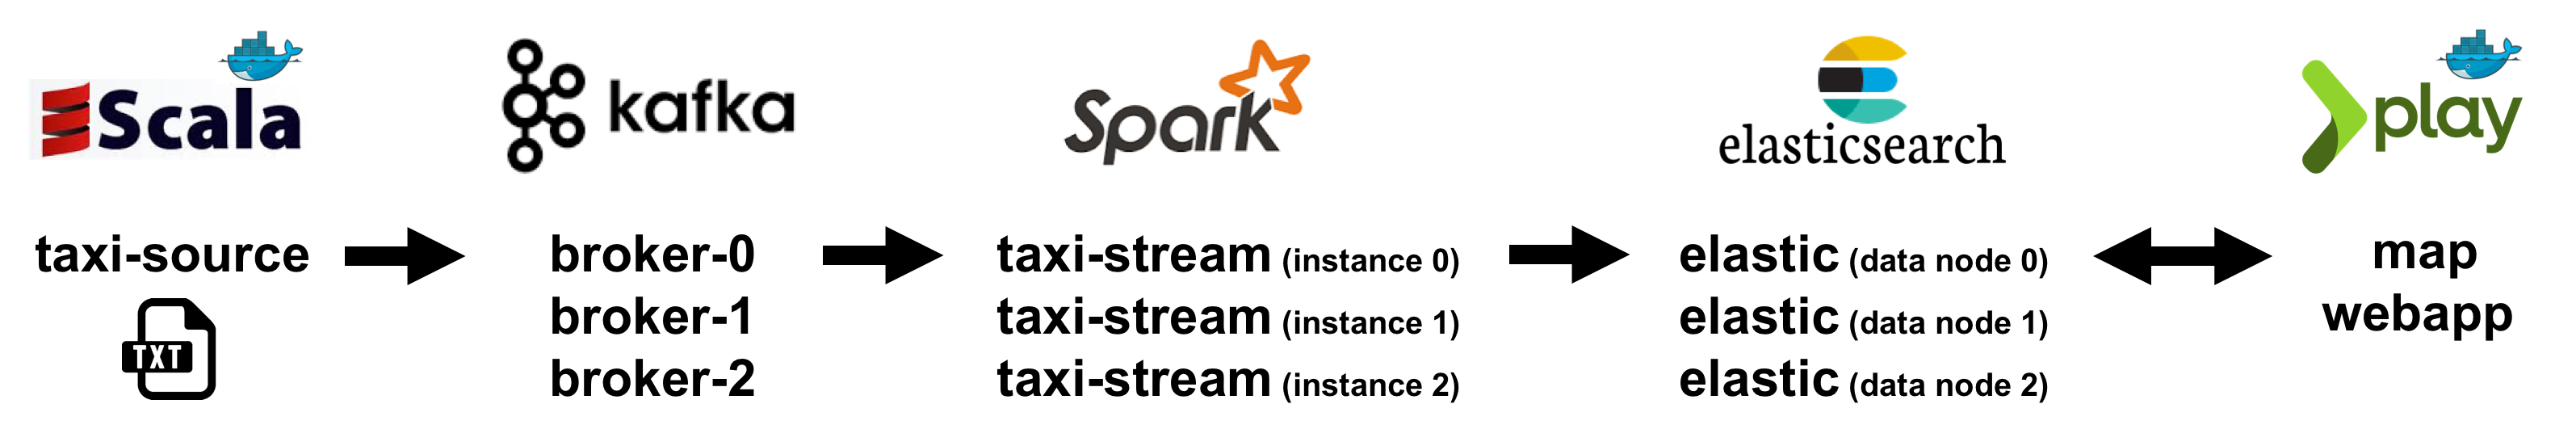 Scala
kafka
Spark
elasticsearch
play
taxi-source
TXT
broker-0
broker-1
broker-2
taxi-stream (instance 0)
taxi-stream (instance 1)
taxi-stream (instance 2)
elastic (data node 0)
elastic (data node 1)
elastic (data node 2)
map
webapp